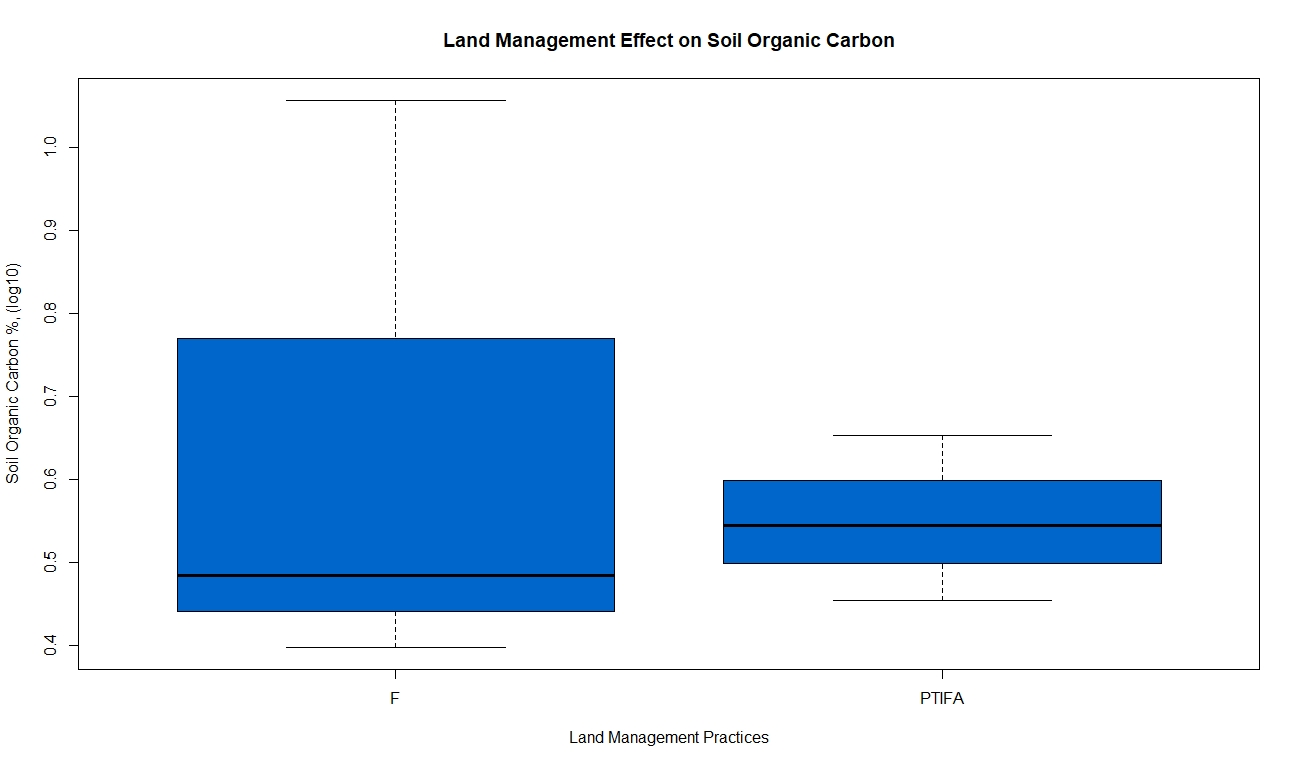 Land Management Effect on Soil Organic Carbon
Soil Organic Carbon %, (log10)
1.0
0.9
0.8
0.7
0.6
0.5
0.4
F
PTIFA
Land Management Practices